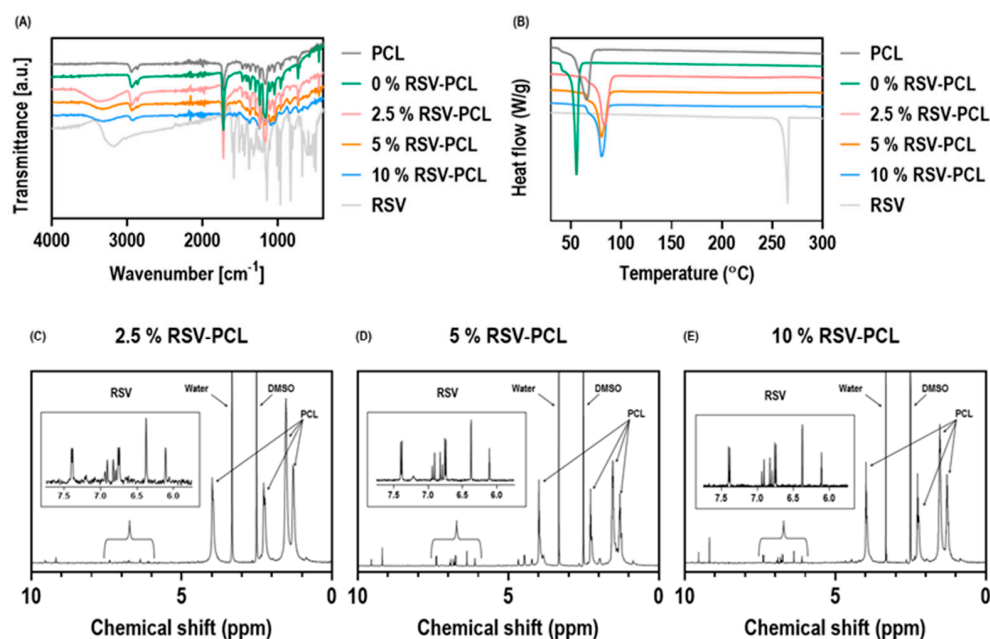 (A)
Transmittance [a.u.]
4000 3000 2000 1000
Wavenumber [cm⁻¹]
PCL
0 % RSV-PCL
2.5 % RSV-PCL
5 % RSV-PCL
10 % RSV-PCL
RSV
(B)
Heat flow (W/g)
50 100 150 200 250 300
Temperature (°C)
PCL
0 % RSV-PCL
2.5 % RSV-PCL
5 % RSV-PCL
10 % RSV-PCL
RSV
(C) 2.5 % RSV-PCL
Water
DMSO
RSV
PCL
7.5 7.0 6.5 6.0
10 5 0
Chemical shift (ppm)
(D) 5 % RSV-PCL
Water
DMSO
RSV
PCL
7.5 7.0 6.5 6.0
10 5 0
Chemical shift (ppm)
(E) 10 % RSV-PCL
Water
DMSO
RSV
PCL
7.5 7.0 6.5 6.0
10 5 0
Chemical shift (ppm)